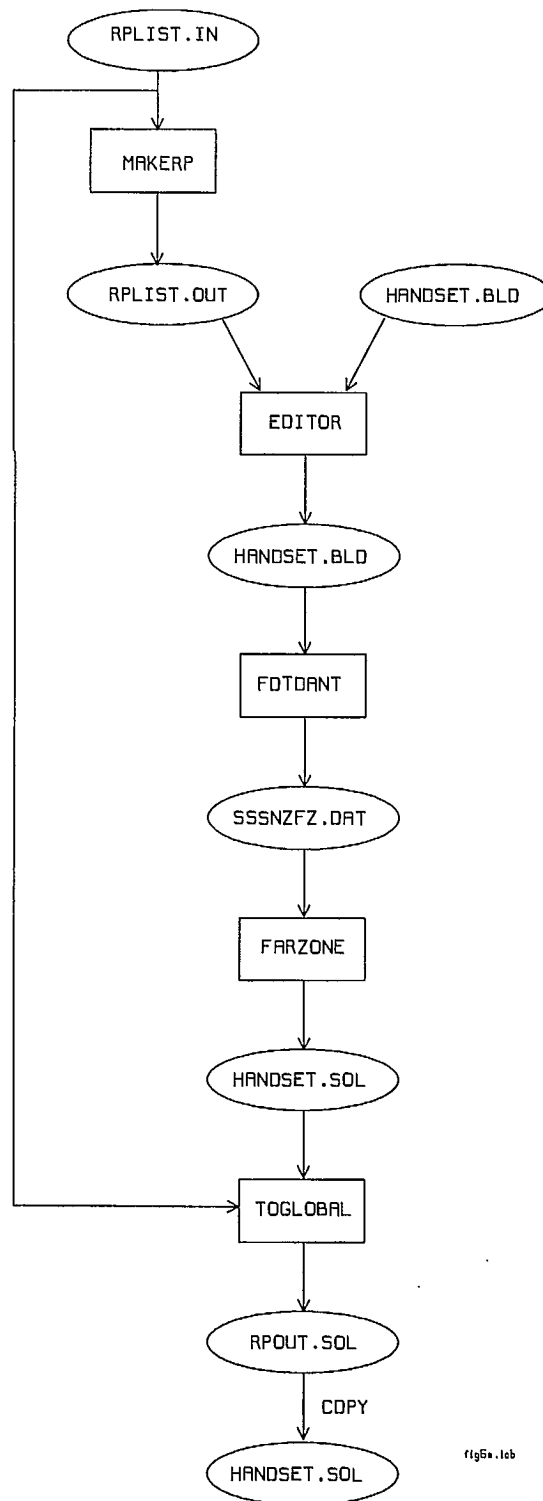 RPLIST.IN
MAKERP
RPLIST.OUT
HANDSET.BLD
EDITOR
HANDSET.BLD
FDTDANT
SSSNZFZ.DAT
FARZONE
HANDSET.SOL
TOGLOBAL
RPOUT.SOL
COPY
HANDSET.SOL